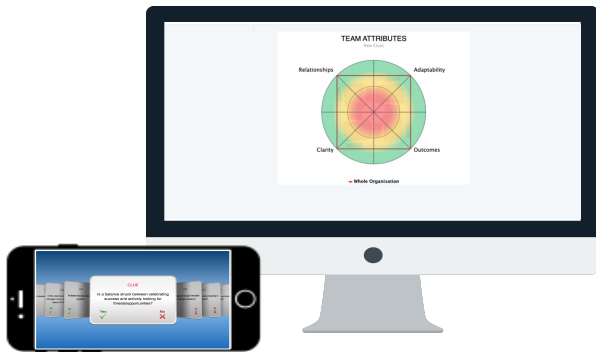 TEAM ATTRIBUTES
Relationships
Adaptability
Clarity
Outcomes
Whole Organisation
CLUE
Is a balance struck between celebrating
success and actively looking for
threats/opportunities?
Yes
No